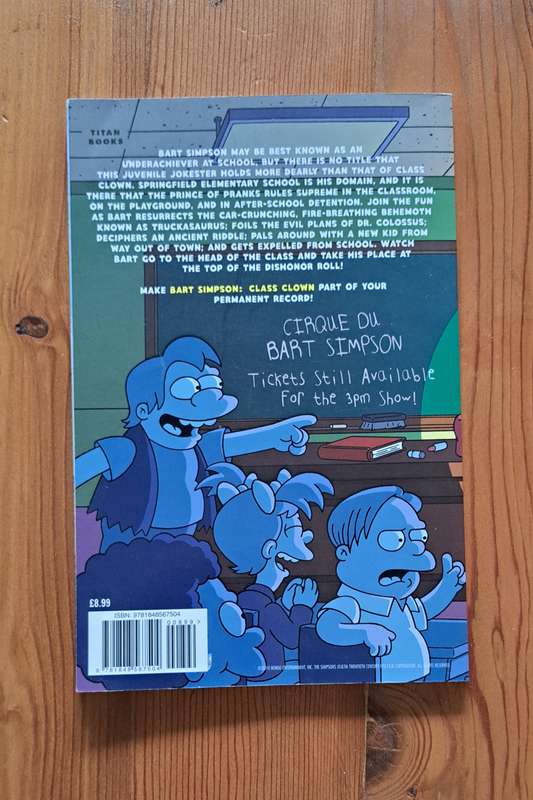 TITAN
BOOKS
BART SIMPSON MAY BE BEST KNOWN AS AN
UNDERACHIEVER AT SCHOOL, BUT THERE IS NO TITLE THAT
THIS JUVENILE JOKESTER HOLDS MORE DEARLY THAN THAT OF CLASS
CLOWN. SPRINGFIELD ELEMENTARY SCHOOL IS HIS DOMAIN, AND IT IS
THERE THAT THE PRINCE OF PRANKS RULES SUPREME IN THE CLASSROOM,
ON THE PLAYGROUND, AND IN AFTER-SCHOOL DETENTION. JOIN THE FUN
AS BART RESURRECTS THE CAR-CRUNCHING, FIRE-BREATHING BEHEMOTH
KNOWN AS TRUCKASAURUS; FOILS THE EVIL PLANS OF DR. COLOSSUS;
DECIPHERS AN ANCIENT RIDDLE; PALS AROUND WITH A NEW KID FROM
WAY OUT OF TOWN; AND GETS EXPELLED FROM SCHOOL. WATCH
BART GO TO THE HEAD OF THE CLASS AND TAKE HIS PLACE AT
THE TOP OF THE DISHONOR ROLL!
MAKE BART SIMPSON: CLASS CLOWN PART OF YOUR
PERMANENT RECORD!
CIRQUE DU
BART SIMPSON
Tickets Still Available
For the 3pm Show!
£8.99
ISBN: 9781848567504
00899>
9 781848 567504